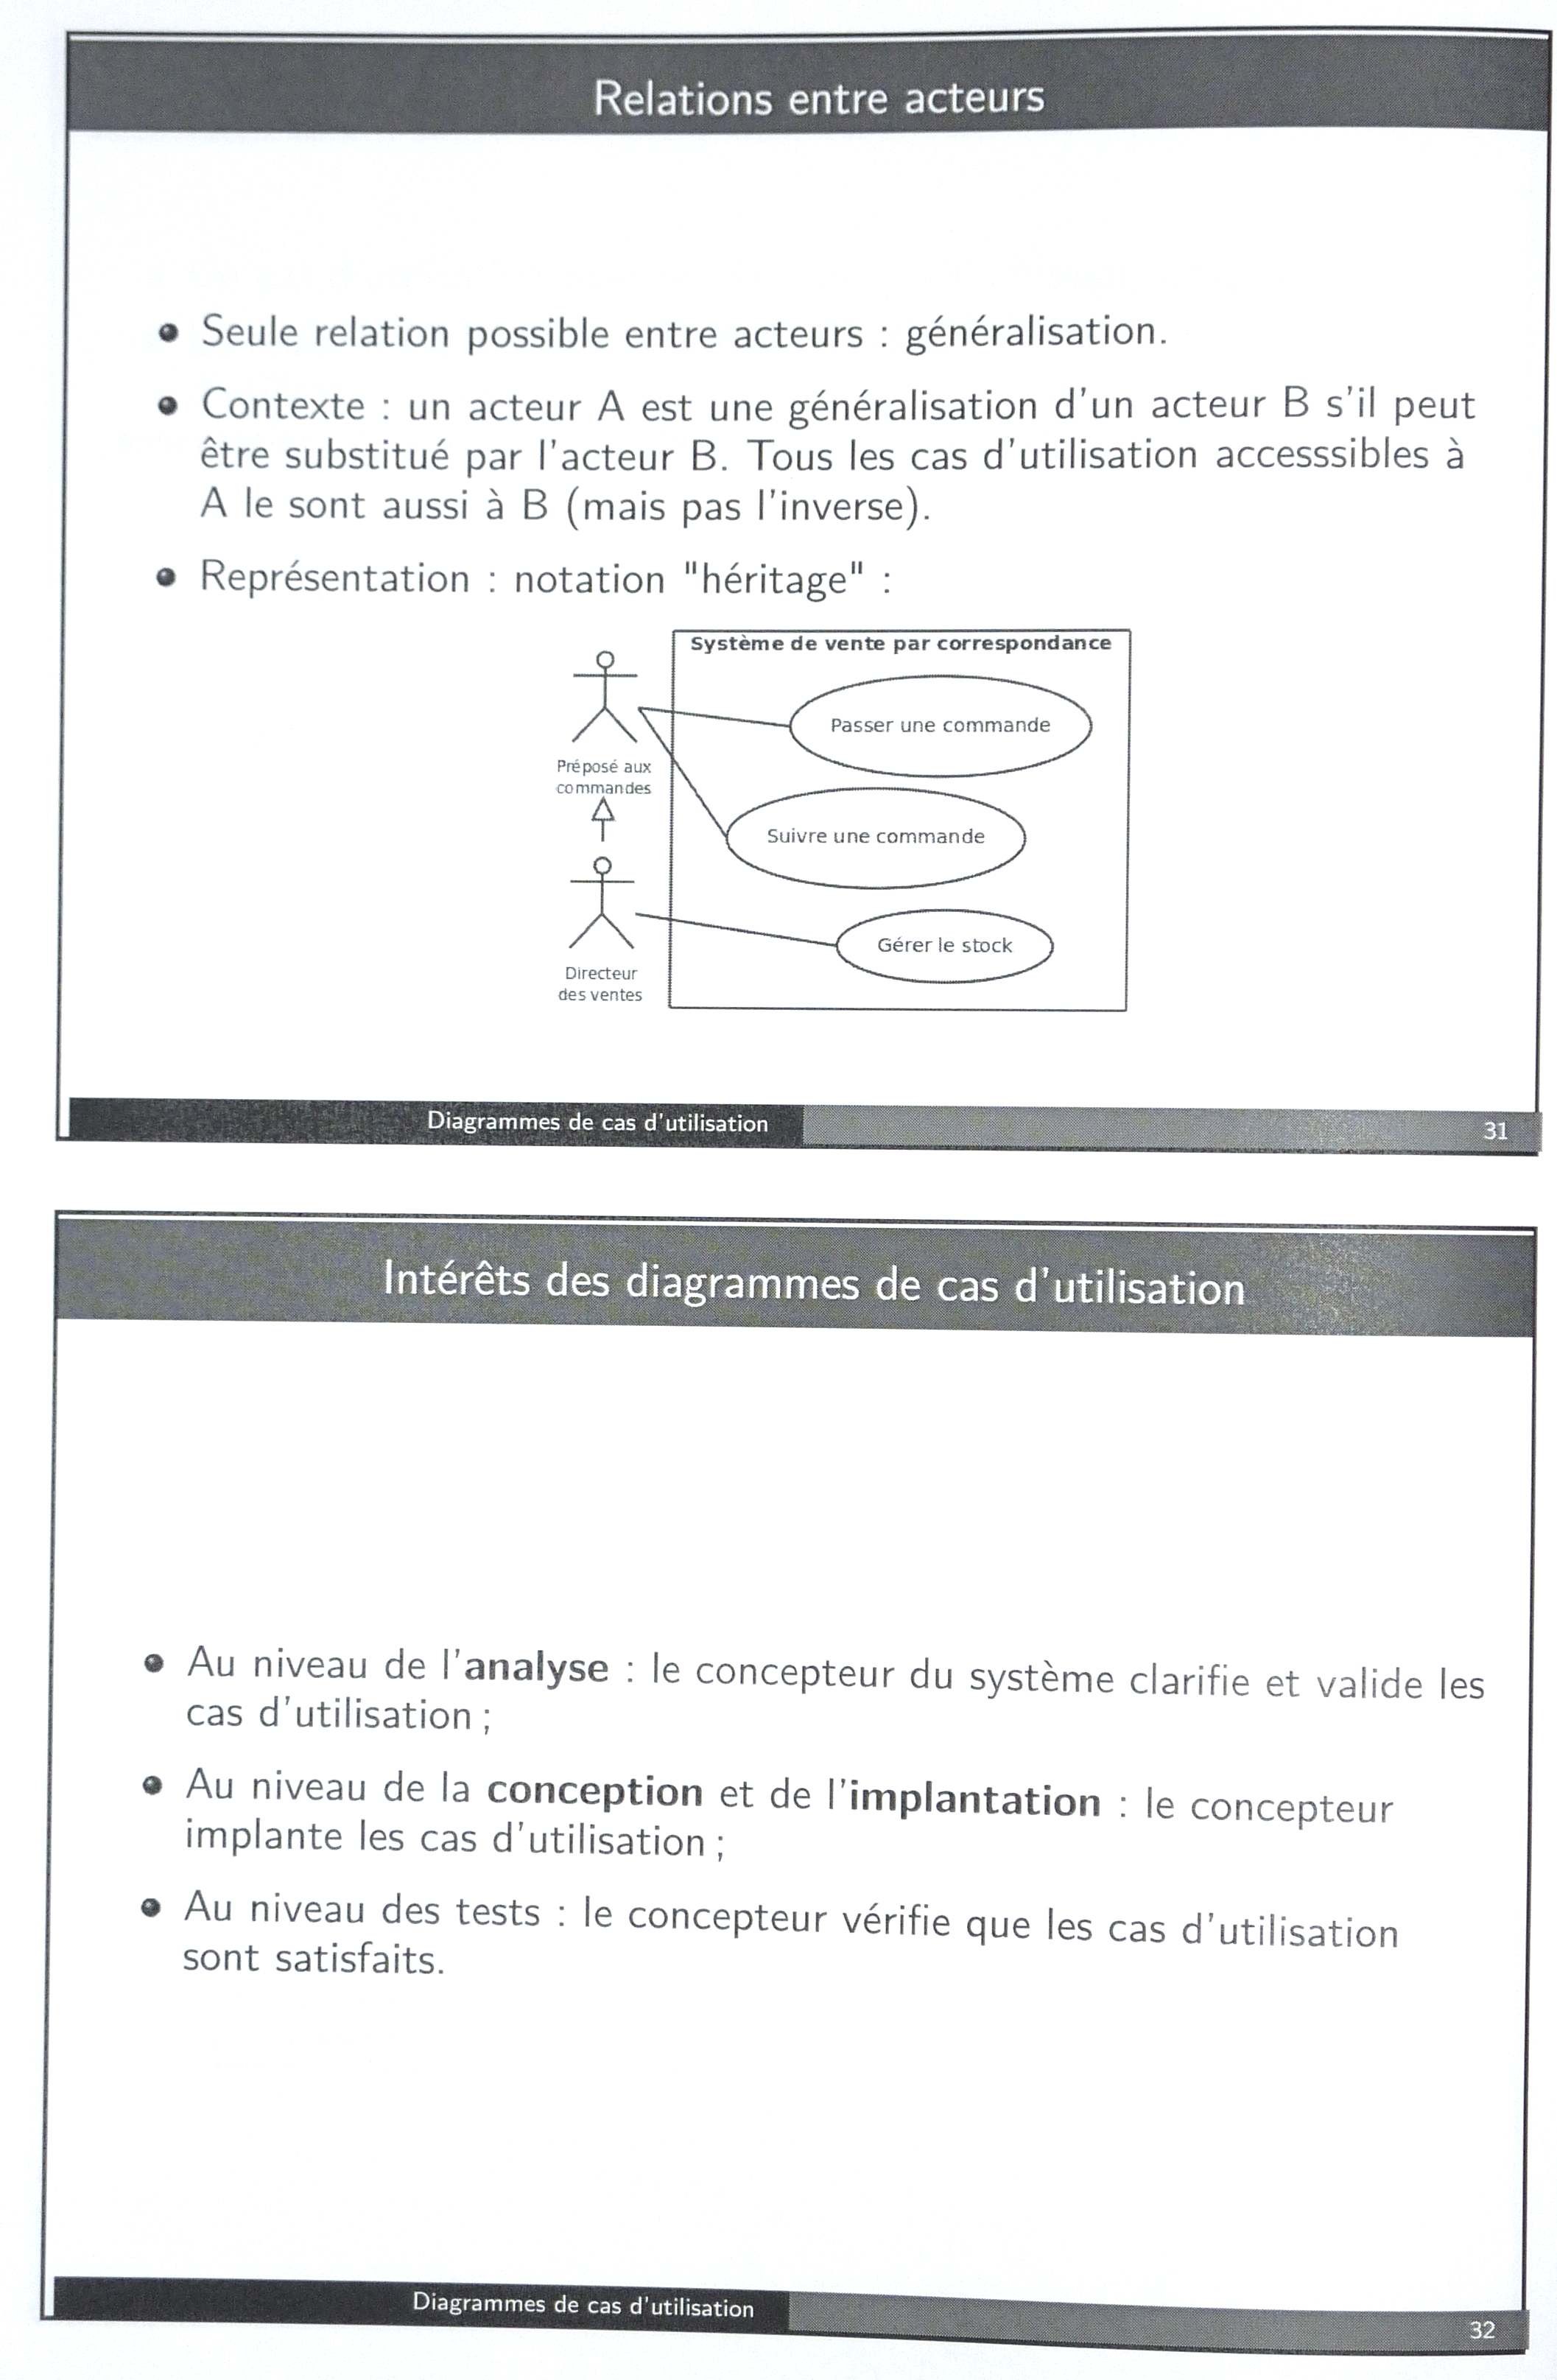 Relations entre acteurs
Seule relation possible entre acteurs : généralisation.
Contexte : un acteur A est une généralisation d'un acteur B s'il peut
être substitué par l'acteur B. Tous les cas d'utilisation accesssibles à
A le sont aussi à B (mais pas l'inverse).
Représentation : notation "héritage" :
Système de vente par correspondance
Passer une commande
Préposé aux
commandes
Suivre une commande
Gérer le stock
Directeur
des ventes
Diagrammes de cas d'utilisation
31
Intérêts des diagrammes de cas d'utilisation
Au niveau de l'analyse : le concepteur du système clarifie et valide les
cas d'utilisation ;
Au niveau de la conception et de l'implantation : le concepteur
implante les cas d'utilisation ;
Au niveau des tests : le concepteur vérifie que les cas d'utilisation
sont satisfaits.
Diagrammes de cas d'utilisation
32